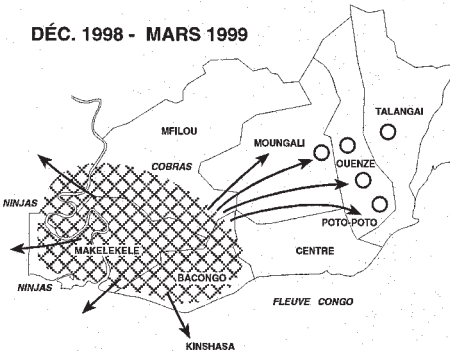 DÉC. 1998 - MARS 1999
TALANGAI
MFILOU
MOUNGALI
OUENZE
COBRAS
NINJAS
POTO-POTO
MAKELEKELE
CENTRE
BACONGO
NINJAS
FLEUVE CONGO
KINSHASA